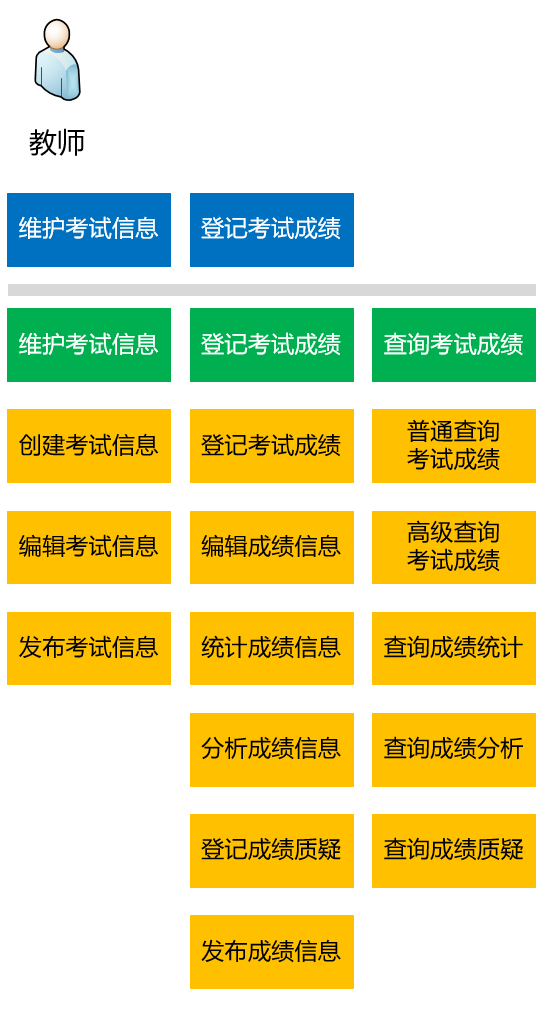 教师
维护考试信息
登记考试成绩
维护考试信息
登记考试成绩
查询考试成绩
创建考试信息
登记考试成绩
普通查询
考试成绩
编辑考试信息
编辑成绩信息
高级查询
考试成绩
发布考试信息
统计成绩信息
查询成绩统计
分析成绩信息
查询成绩分析
登记成绩质疑
查询成绩质疑
发布成绩信息